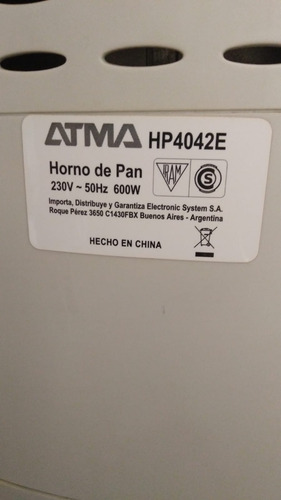 ATMA HP4042E
Horno de Pan
230V ~ 50Hz 600W
IRAM
S
Importa, Distribuye y Garantiza Electronic System S.A.
Roque Pérez 3650 C1430FBX Buenos Aires - Argentina
HECHO EN CHINA